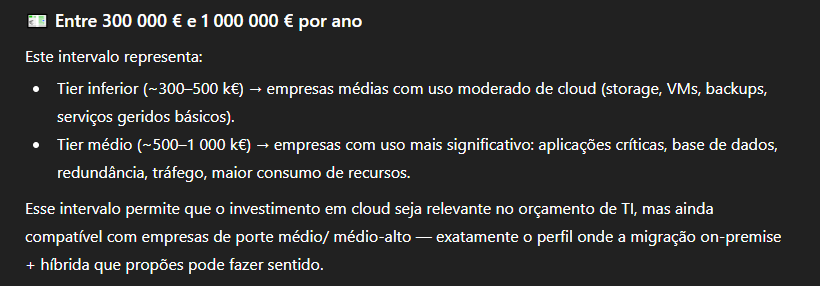 💶 Entre 300 000 € e 1 000 000 € por ano
Este intervalo representa:
• Tier inferior (~300–500 k€) → empresas médias com uso moderado de cloud (storage, VMs, backups,
serviços geridos básicos).
• Tier médio (~500–1 000 k€) → empresas com uso mais significativo: aplicações críticas, base de dados,
redundância, tráfego, maior consumo de recursos.
Esse intervalo permite que o investimento em cloud seja relevante no orçamento de TI, mas ainda
compatível com empresas de porte médio/ médio-alto — exatamente o perfil onde a migração on-premise
+ híbrida que propões pode fazer sentido.